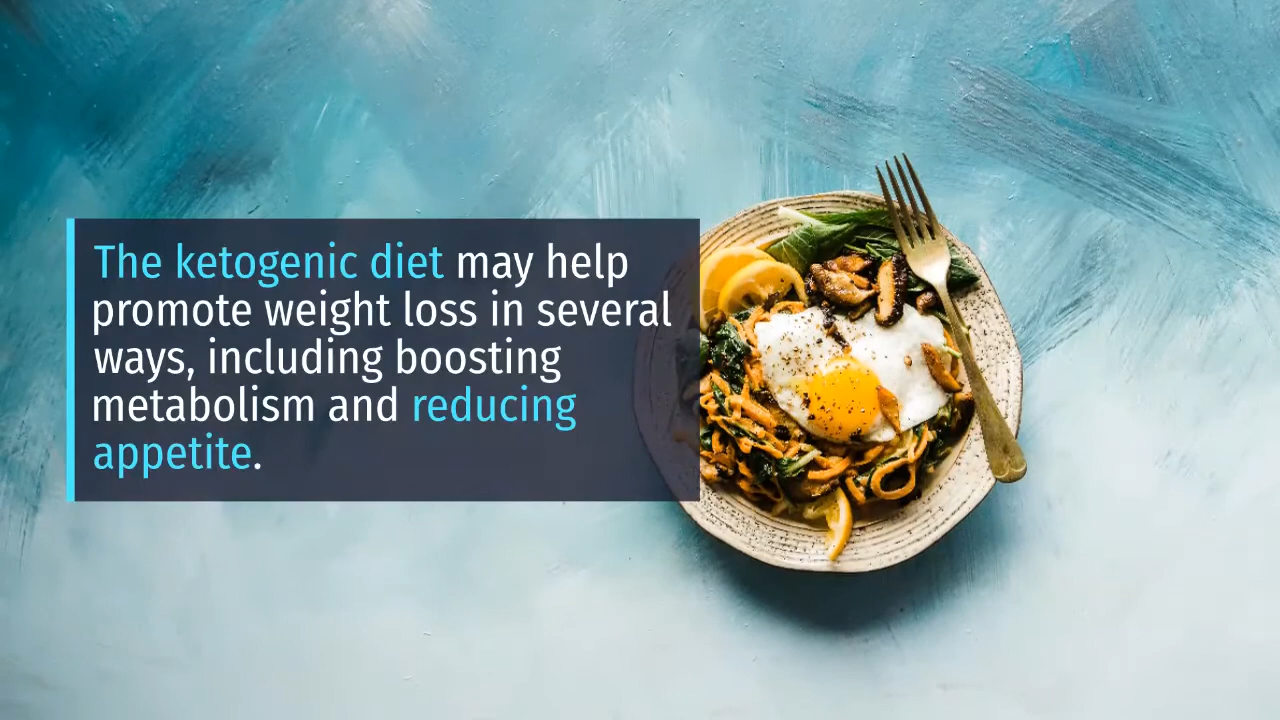 The ketogenic diet may help
promote weight loss in several
ways, including boosting
metabolism and reducing
appetite.